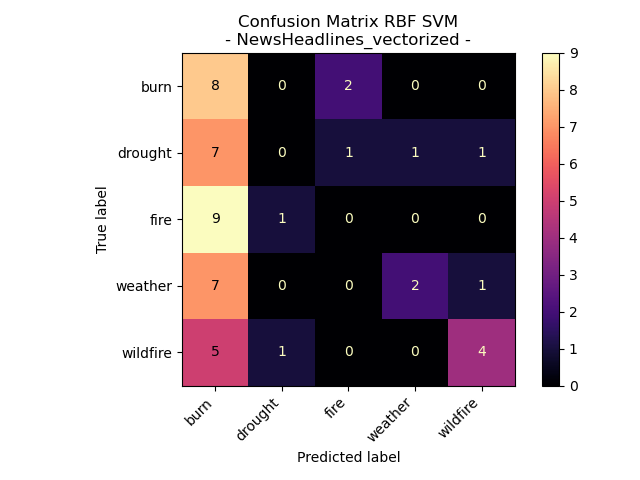 Confusion Matrix RBF SVM
- NewsHeadlines_vectorized -
True label
burn 8 0 2 0 0
drought 7 0 1 1 1
fire 9 1 0 0 0
weather 7 0 0 2 1
wildfire 5 1 0 0 4
burn drought fire weather wildfire
Predicted label
9
8
7
6
5
4
3
2
1
0